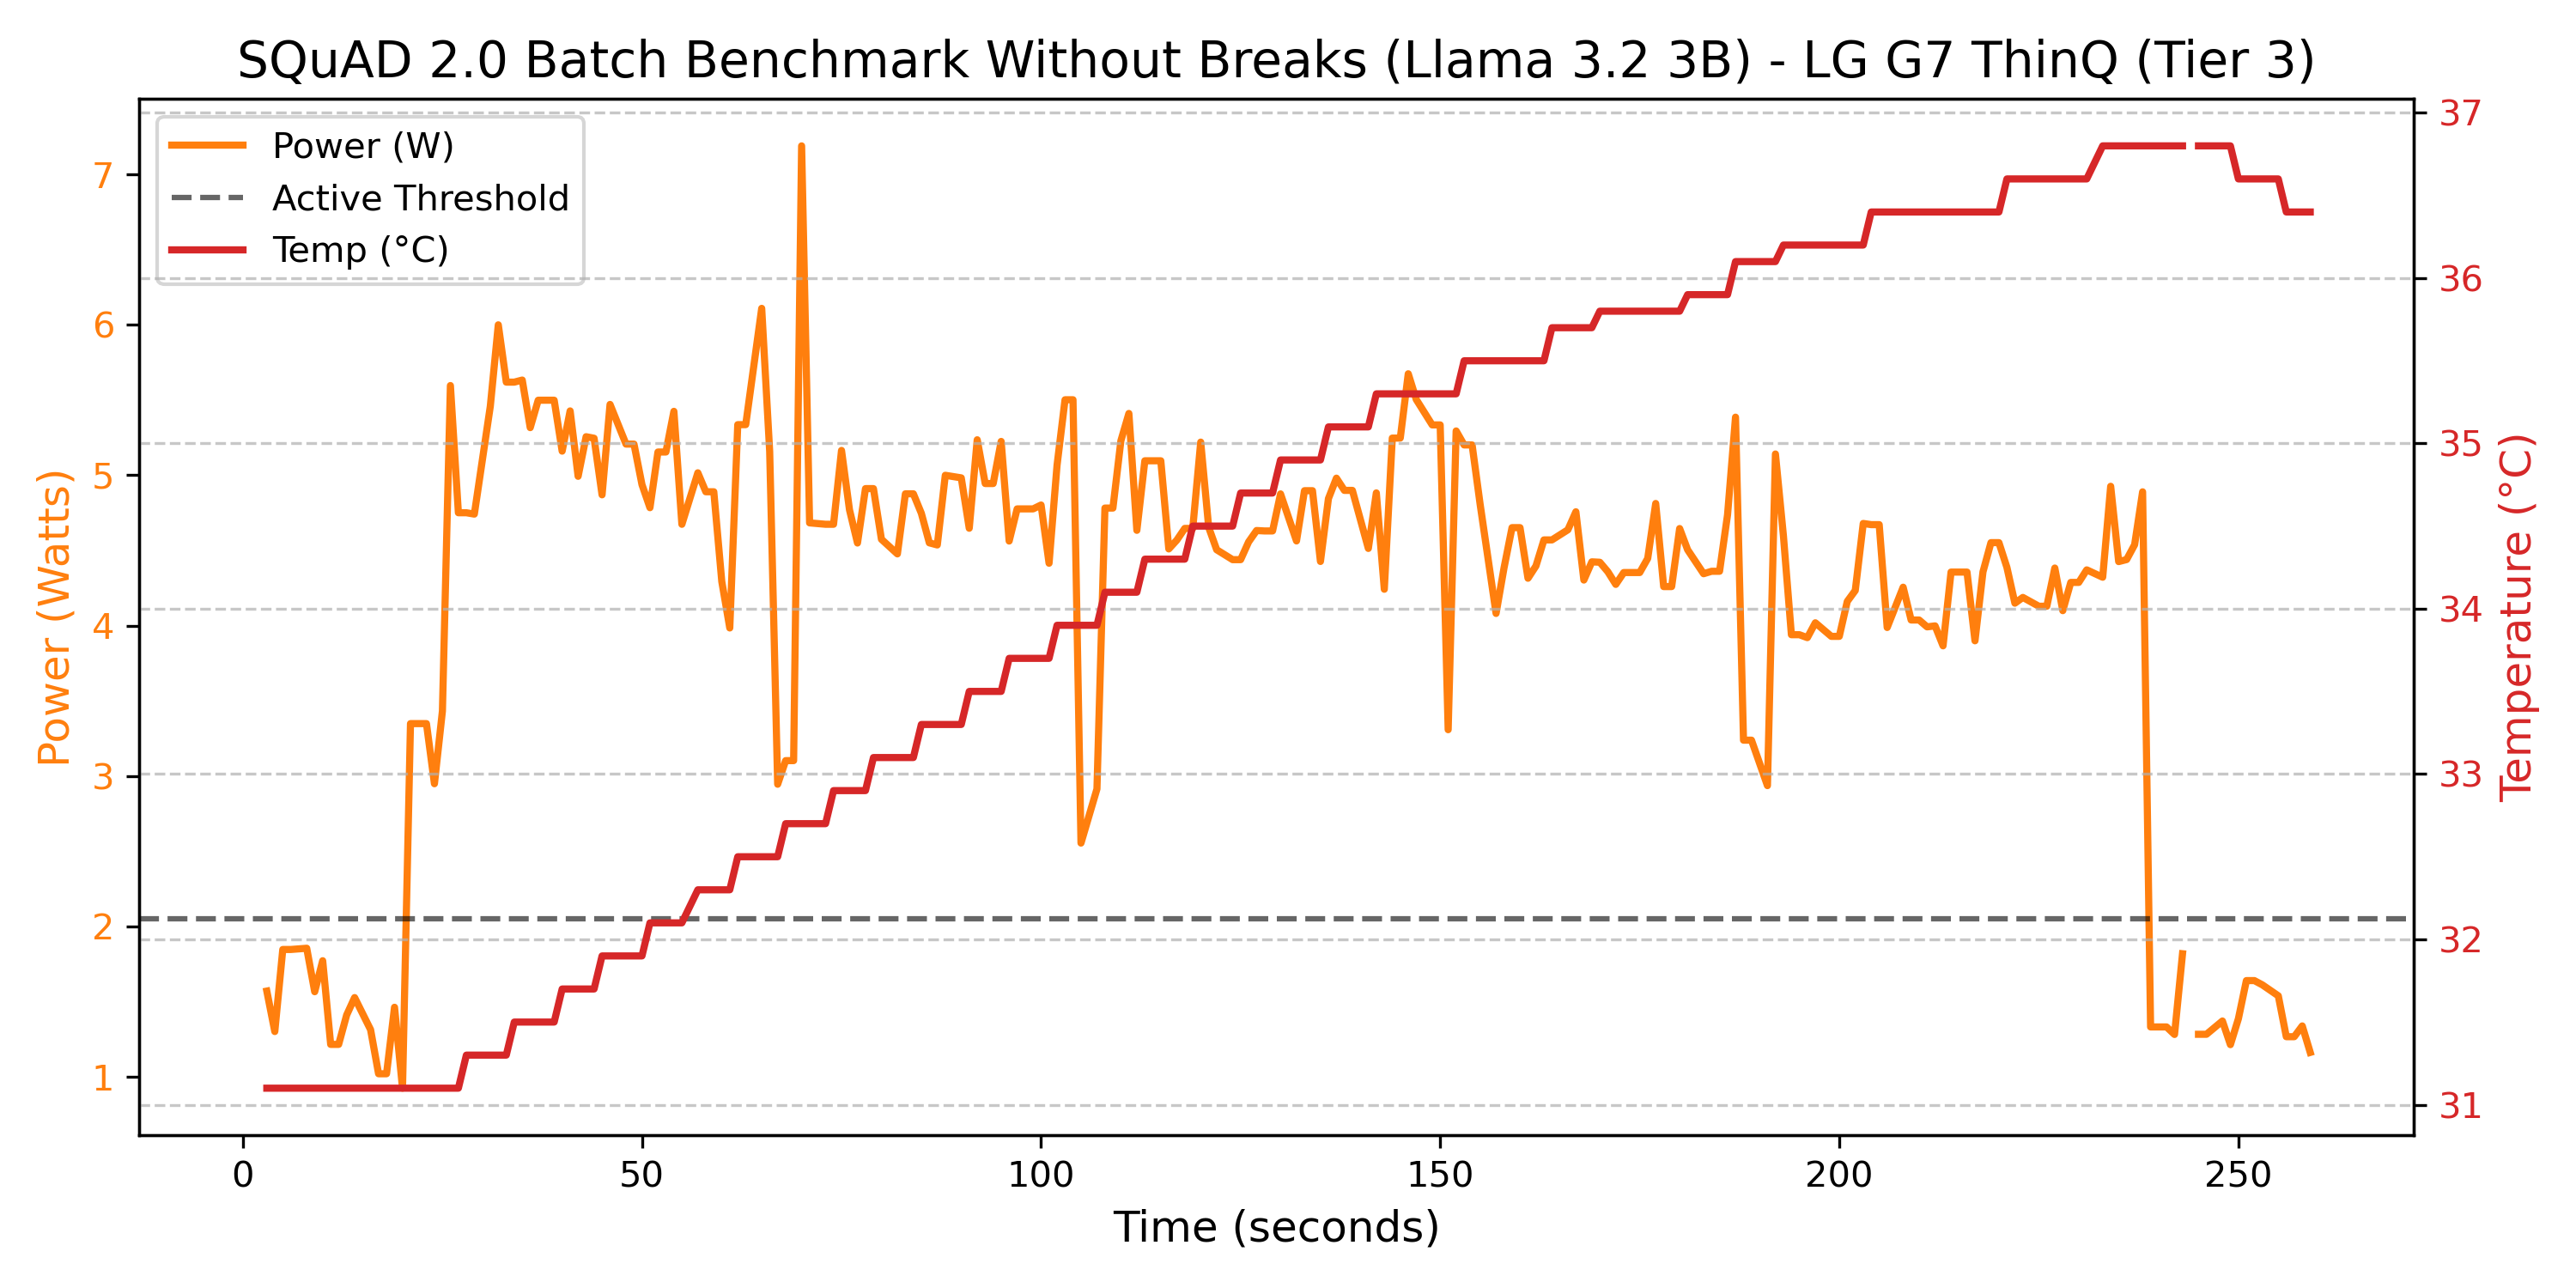 SQuAD 2.0 Batch Benchmark Without Breaks (Llama 3.2 3B) - LG G7 ThinQ (Tier 3)
Power (W)
Active Threshold
Temp (°C)
Power (Watts)
7
6
5
4
3
2
1
Temperature (°C)
37
36
35
34
33
32
31
0 50 100 150 200 250
Time (seconds)